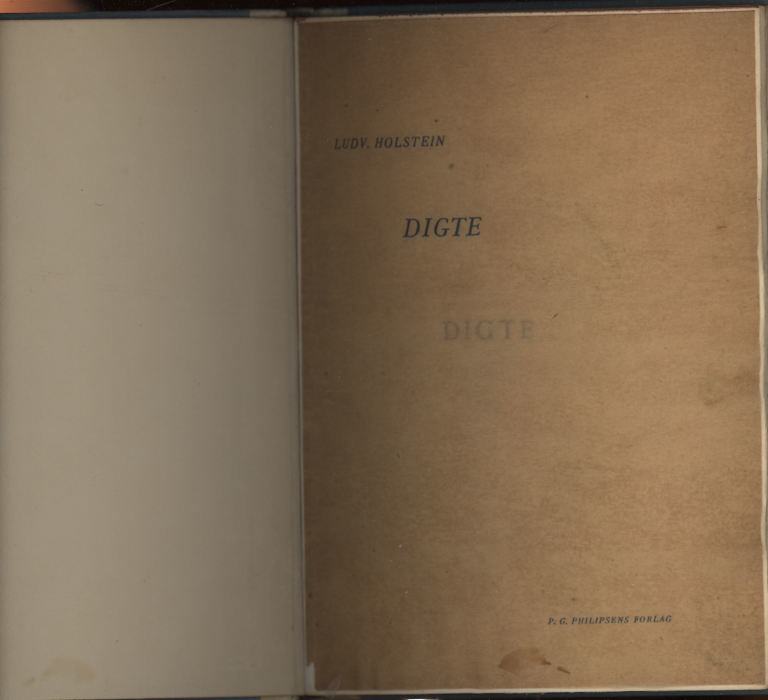 LUDV. HOLSTEIN
DIGTE
DIGTE
P. G. PHILIPSENS FORLAG